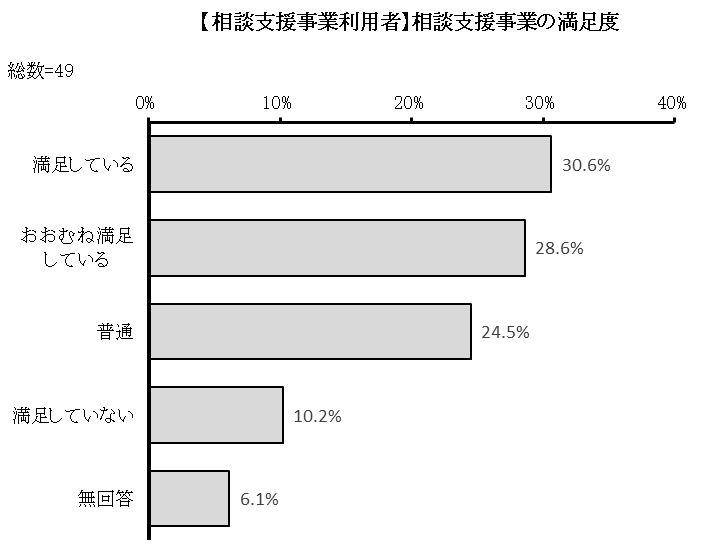 【相談支援事業利用者】相談支援事業の満足度
総数=49
0% 10% 20% 30% 40%
満足している 30.6%
おおむね満足
している 28.6%
普通 24.5%
満足していない 10.2%
無回答 6.1%